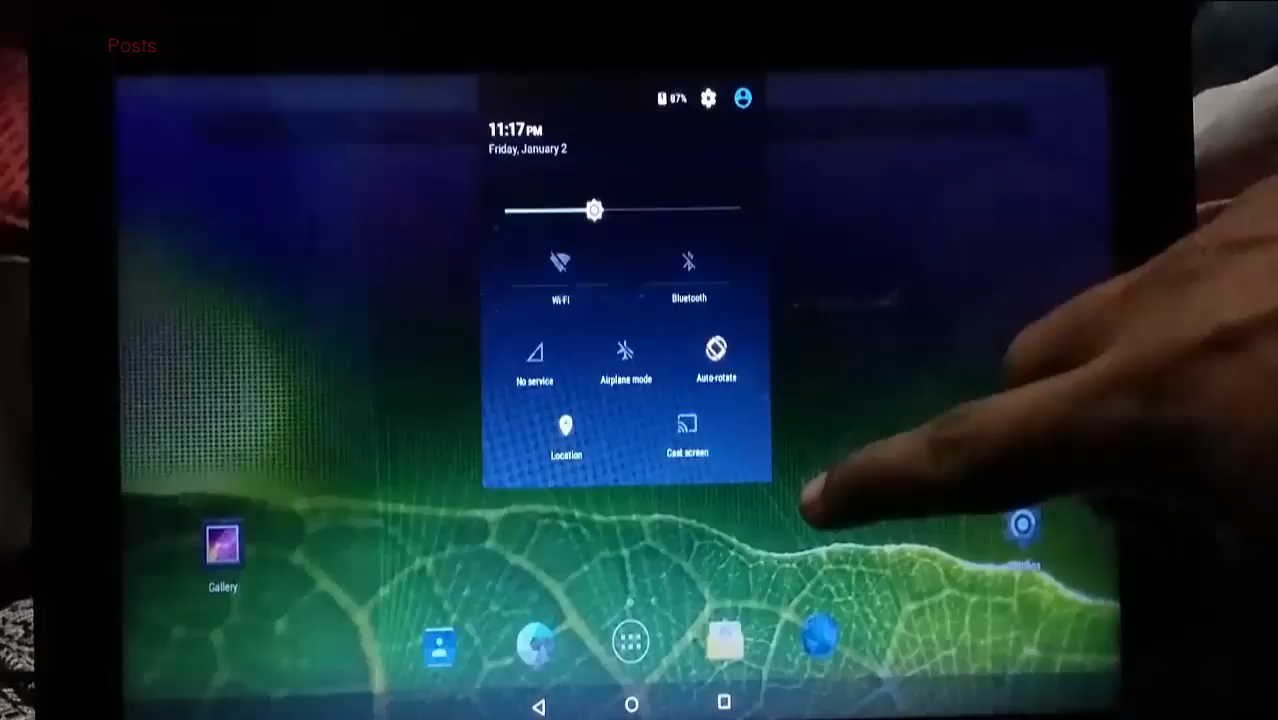 Posts
87%
11:17 PM
Friday, January 2
Wi-Fi
Bluetooth
No service
Airplane mode
Auto-rotate
Location
Cast screen
Gallery